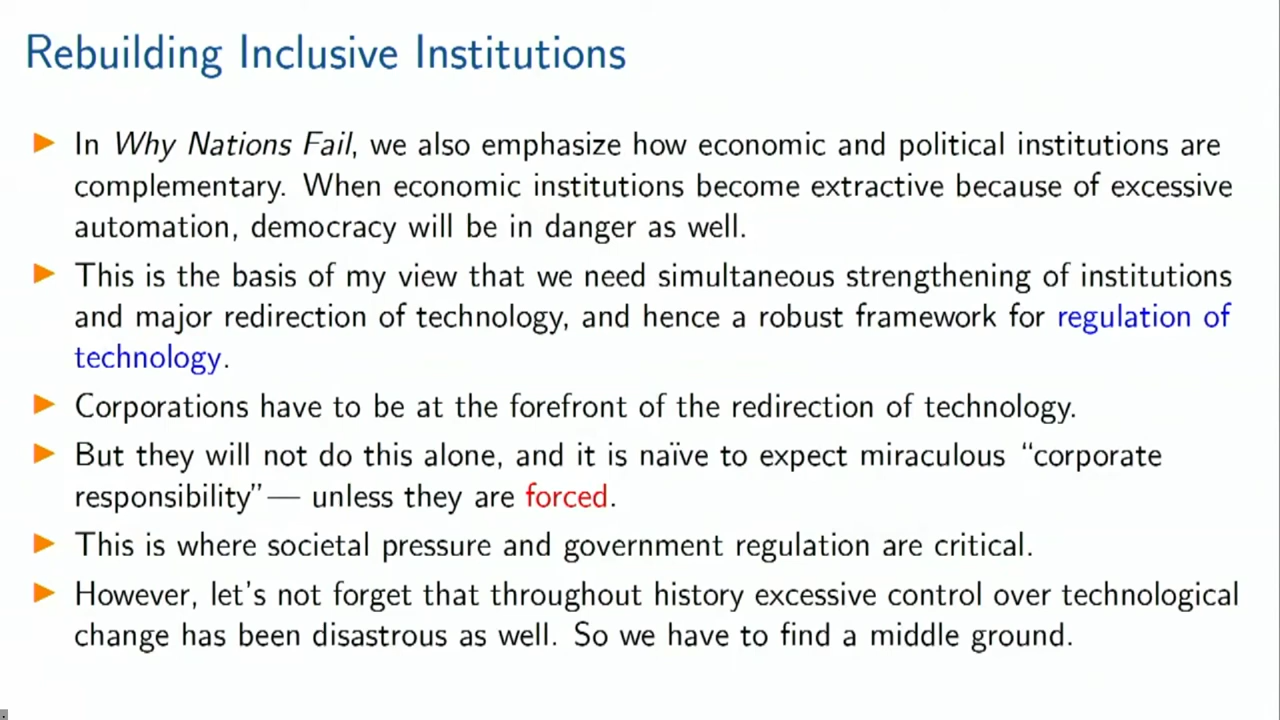 Rebuilding Inclusive Institutions
▶ In Why Nations Fail, we also emphasize how economic and political institutions are
complementary. When economic institutions become extractive because of excessive
automation, democracy will be in danger as well.
▶ This is the basis of my view that we need simultaneous strengthening of institutions
and major redirection of technology, and hence a robust framework for regulation of
technology.
▶ Corporations have to be at the forefront of the redirection of technology.
▶ But they will not do this alone, and it is naïve to expect miraculous “corporate
responsibility”— unless they are forced.
▶ This is where societal pressure and government regulation are critical.
▶ However, let’s not forget that throughout history excessive control over technological
change has been disastrous as well. So we have to find a middle ground.